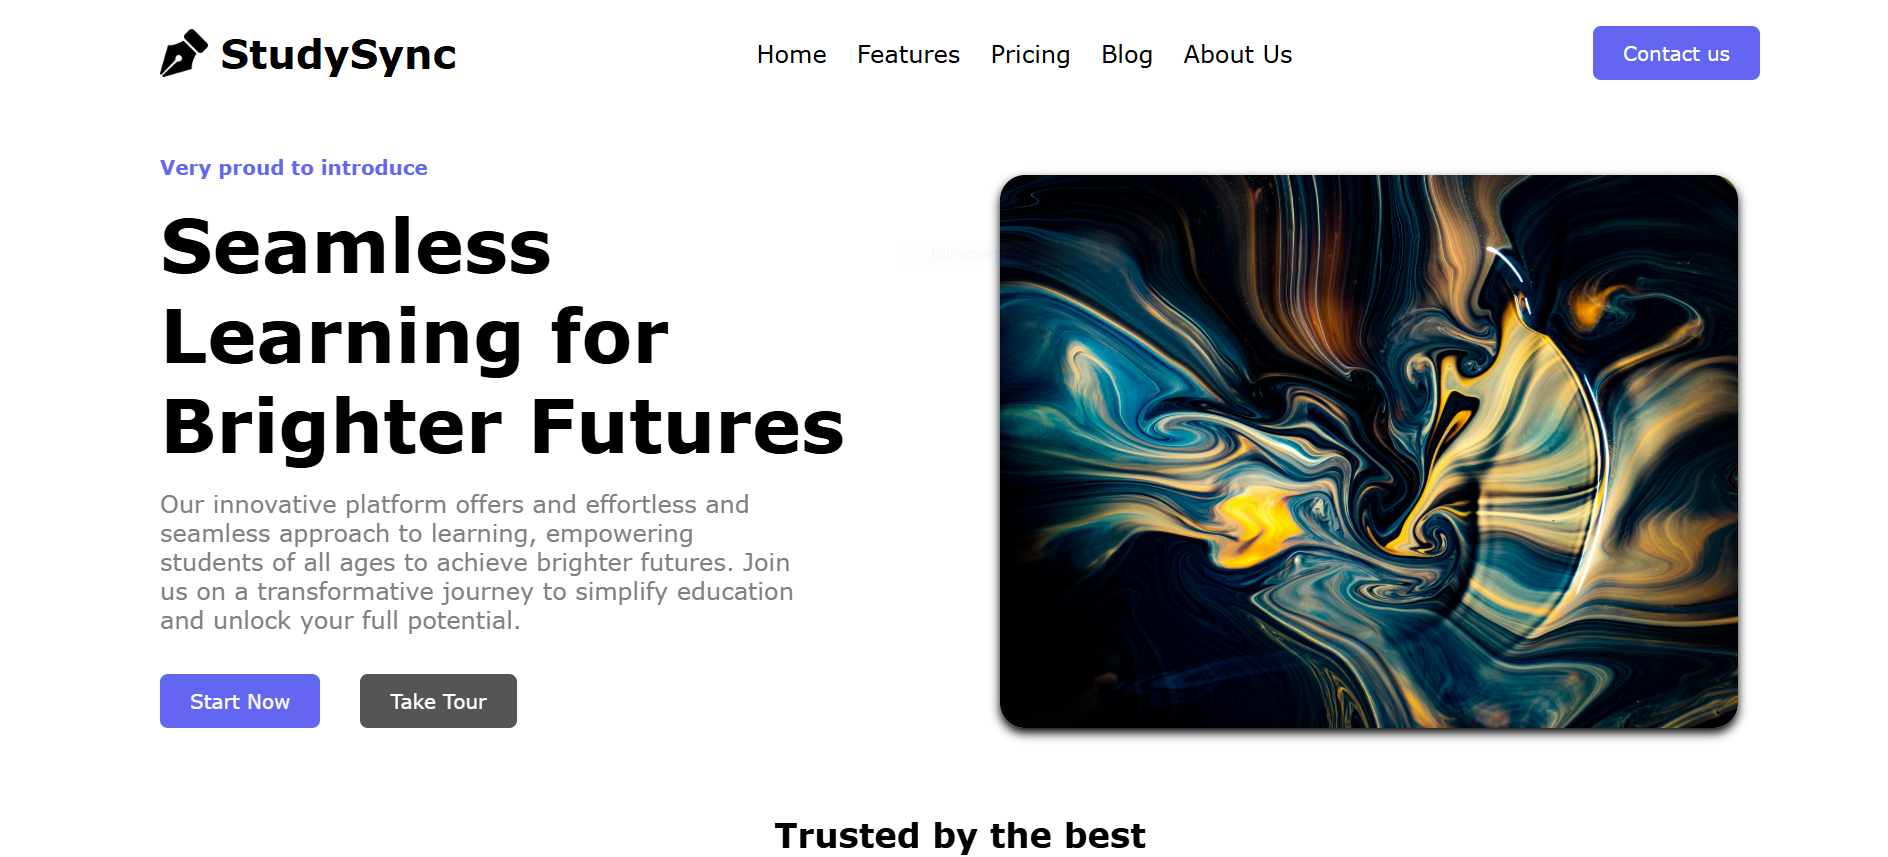 StudySync
Home Features Pricing Blog About Us
Contact us
Very proud to introduce
Seamless
Learning for
Brighter Futures
Our innovative platform offers and effortless and
seamless approach to learning, empowering
students of all ages to achieve brighter futures. Join
us on a transformative journey to simplify education
and unlock your full potential.
Start Now
Take Tour
Trusted by the best